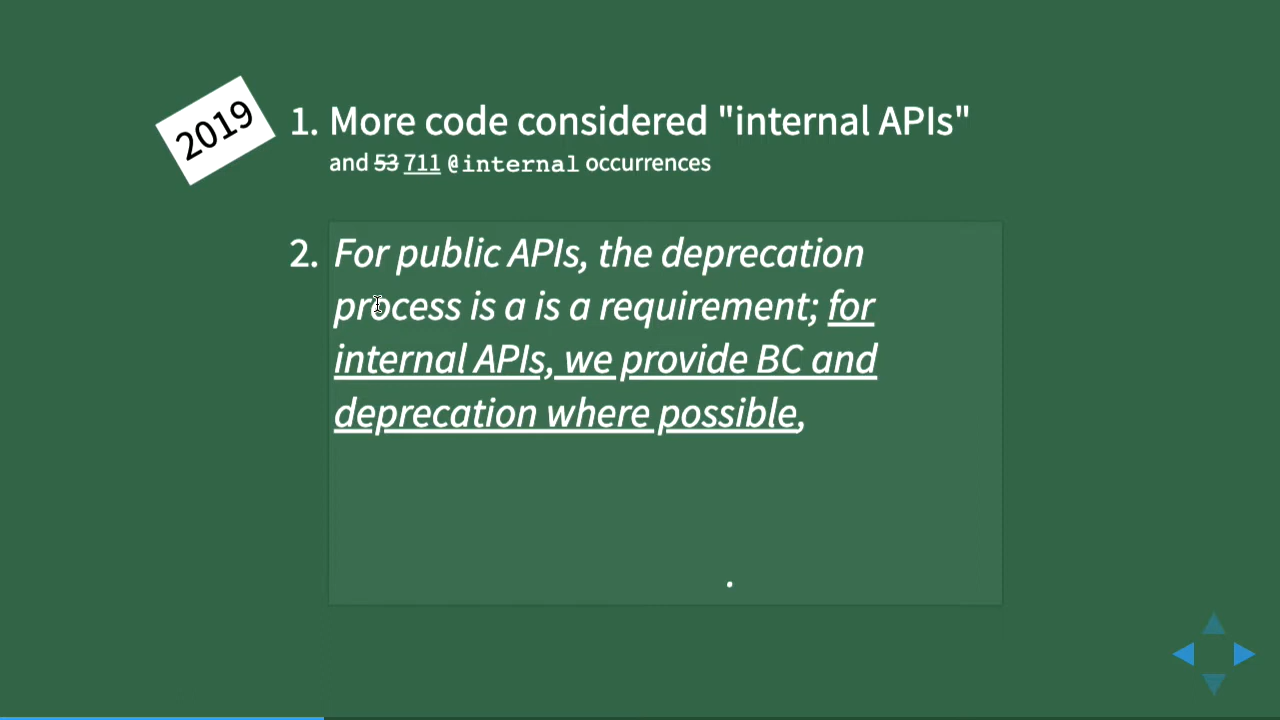 2019
1. More code considered "internal APIs"
and 53 711 @internal occurrences
2. For public APIs, the deprecation
process is a is a requirement; for
internal APIs, we provide BC and
deprecation where possible,
.